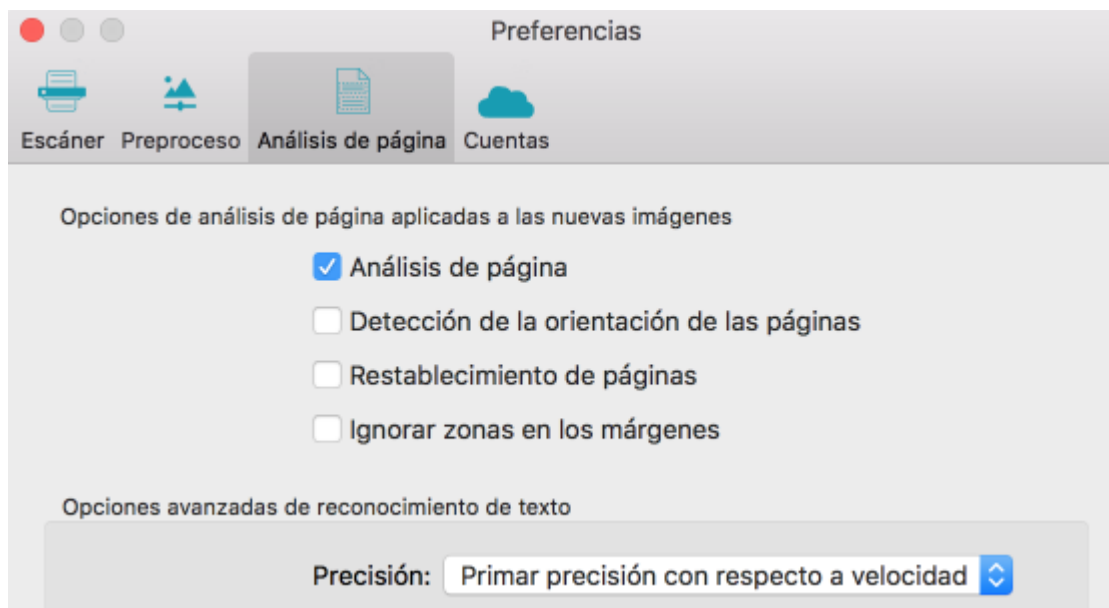 Preferencias
Escáner Preproceso Análisis de página Cuentas
Opciones de análisis de página aplicadas a las nuevas imágenes
Análisis de página
Detección de la orientación de las páginas
Restablecimiento de páginas
Ignorar zonas en los márgenes
Opciones avanzadas de reconocimiento de texto
Precisión: Primar precisión con respecto a velocidad